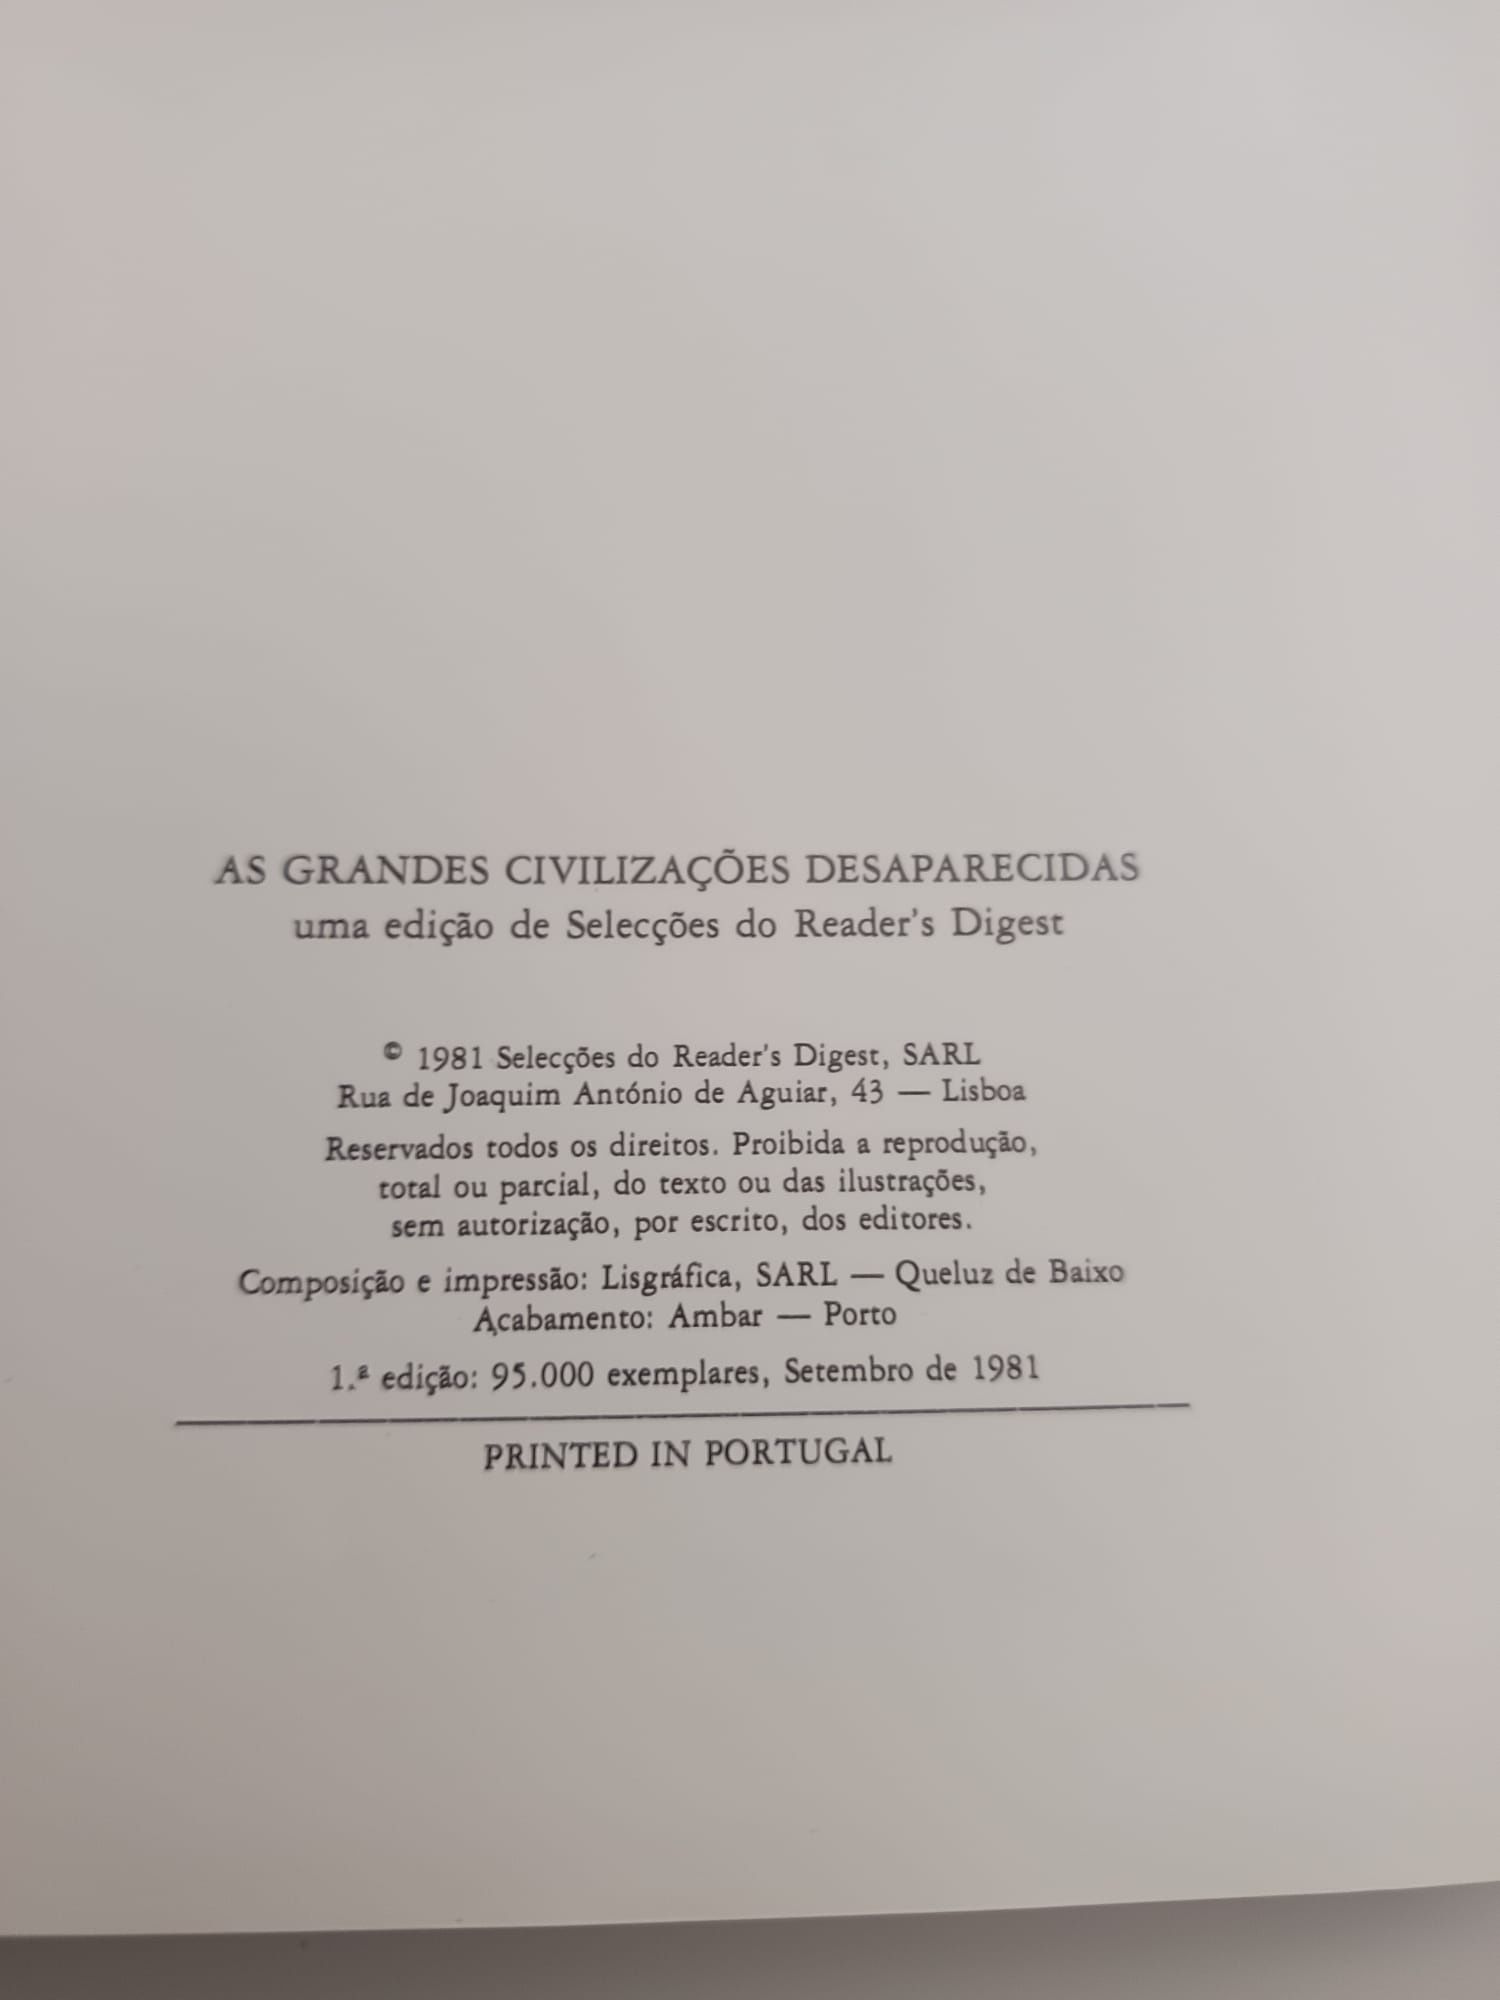 AS GRANDES CIVILIZAÇÕES DESAPARECIDAS
uma edição de Selecções do Reader's Digest
© 1981 Selecções do Reader's Digest, SARL
Rua de Joaquim António de Aguiar, 43 — Lisboa
Reservados todos os direitos. Proibida a reprodução,
total ou parcial, do texto ou das ilustrações,
sem autorização, por escrito, dos editores.
Composição e impressão: Lisgráfica, SARL — Queluz de Baixo
Acabamento: Ambar — Porto
1.ª edição: 95.000 exemplares, Setembro de 1981
PRINTED IN PORTUGAL